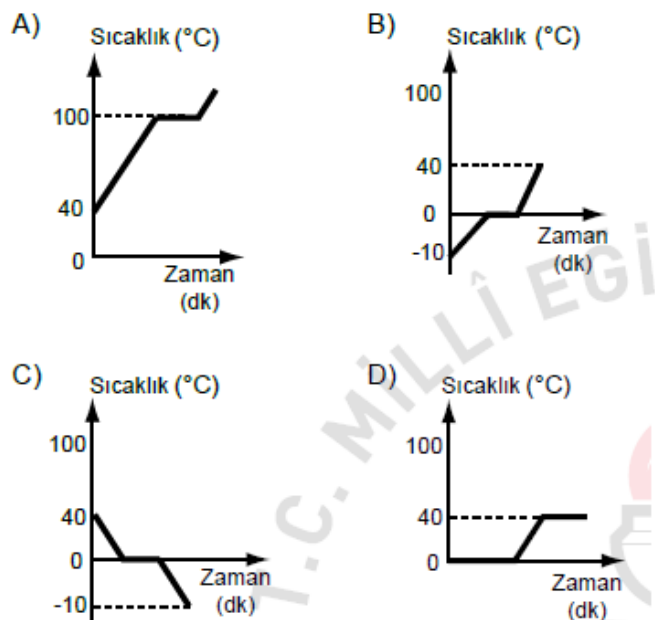 A)
Sıcaklık (°C)
100
40
0
Zaman
(dk)
B)
Sıcaklık (°C)
100
40
0
-10
Zaman
(dk)
C)
Sıcaklık (°C)
100
40
0
-10
Zaman
(dk)
D)
Sıcaklık (°C)
100
40
0
Zaman
(dk)
T.C. MİLLÎ EĞİ